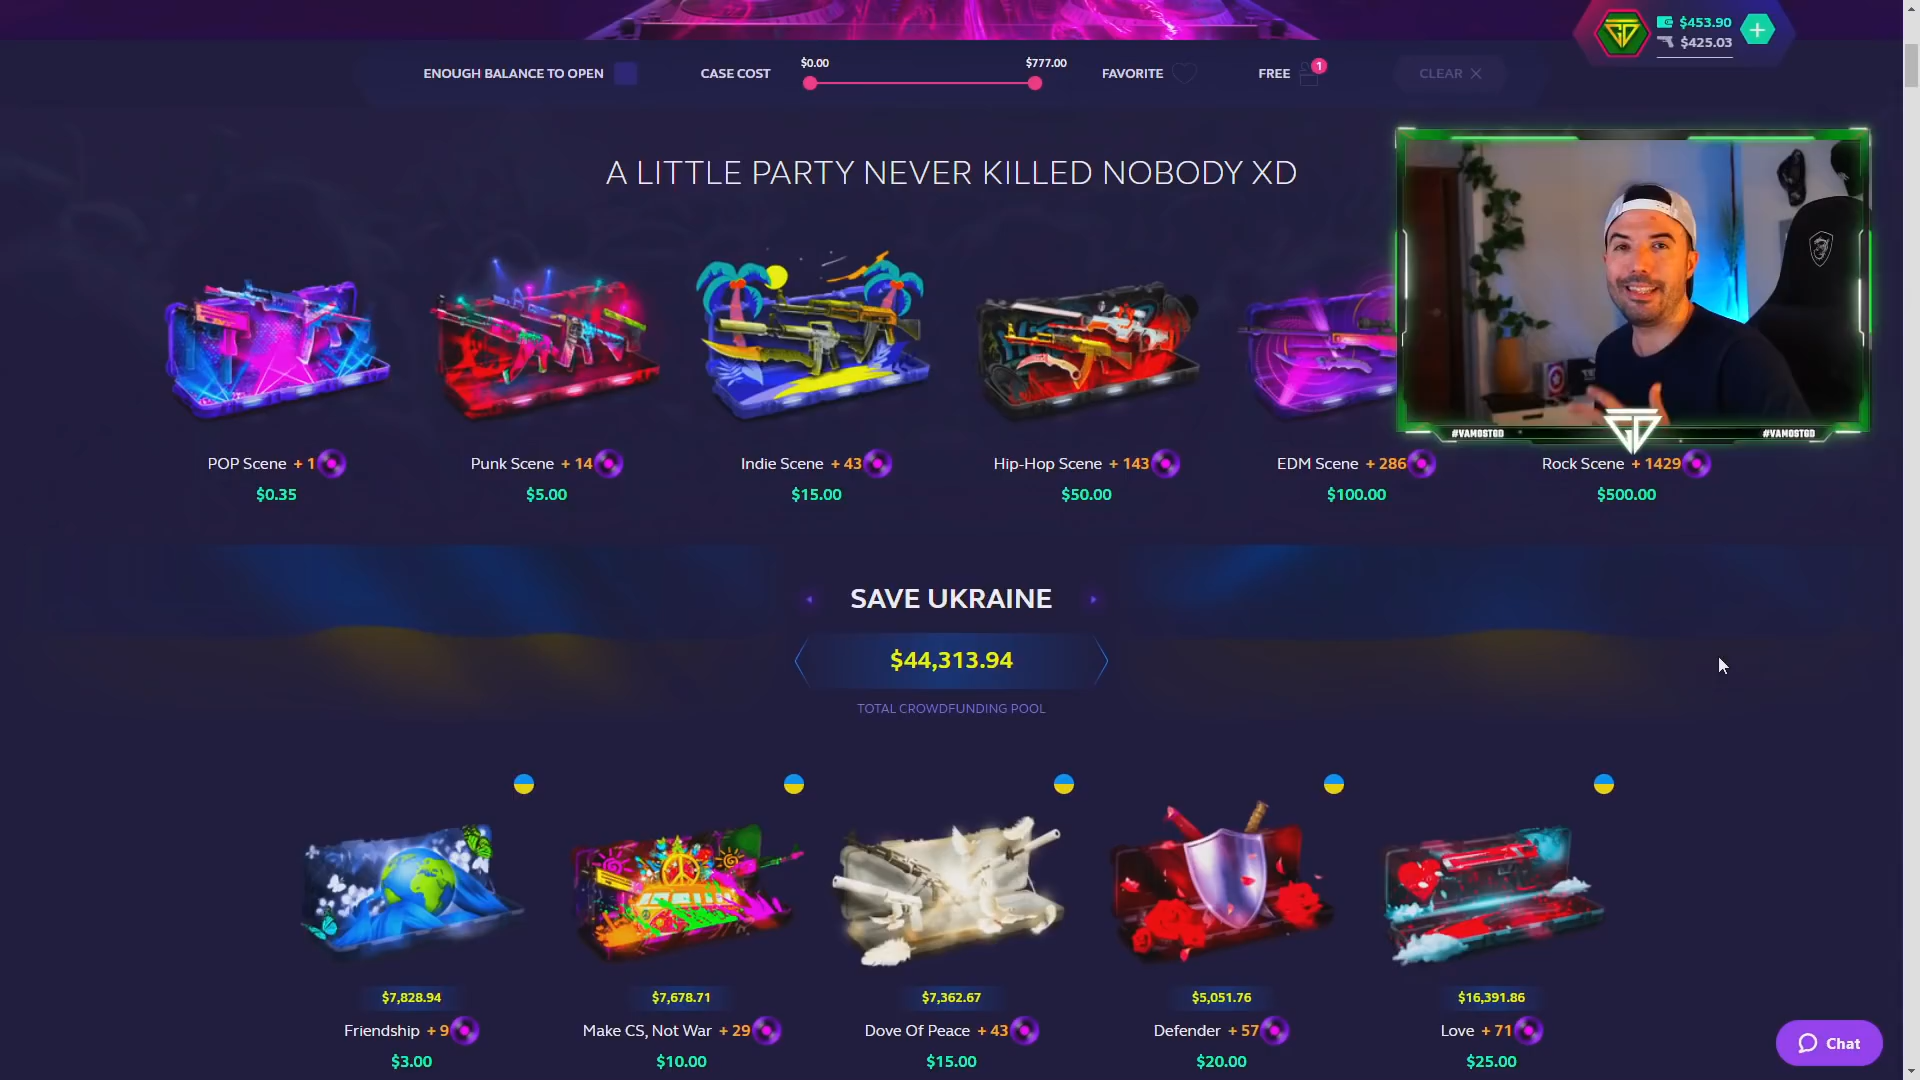 $453.90
$425.03
ENOUGH BALANCE TO OPEN
CASE COST
$0.00
$777.00
FAVORITE
FREE
1
CLEAR
A LITTLE PARTY NEVER KILLED NOBODY XD
#VAMOSTGD
#VAMOSTGD
POP Scene + 1
$0.35
Punk Scene + 14
$5.00
Indie Scene + 43
$15.00
Hip-Hop Scene + 143
$50.00
EDM Scene + 286
$100.00
Rock Scene + 1429
$500.00
SAVE UKRAINE
$44,313.94
TOTAL CROWDFUNDING POOL
$7,828.94
Friendship + 9
$3.00
$7,678.71
Make CS, Not War + 29
$10.00
$7,362.67
Dove Of Peace + 43
$15.00
$5,051.76
Defender + 57
$20.00
$16,391.86
Love + 71
$25.00
Chat